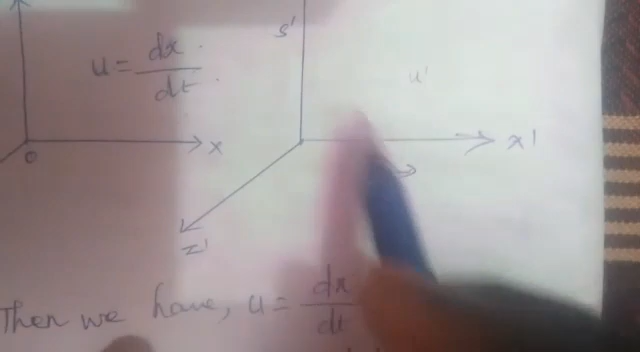 S'
u = dx/dt
u'
O
x
x'
z'
Then we have, u = dx/dt